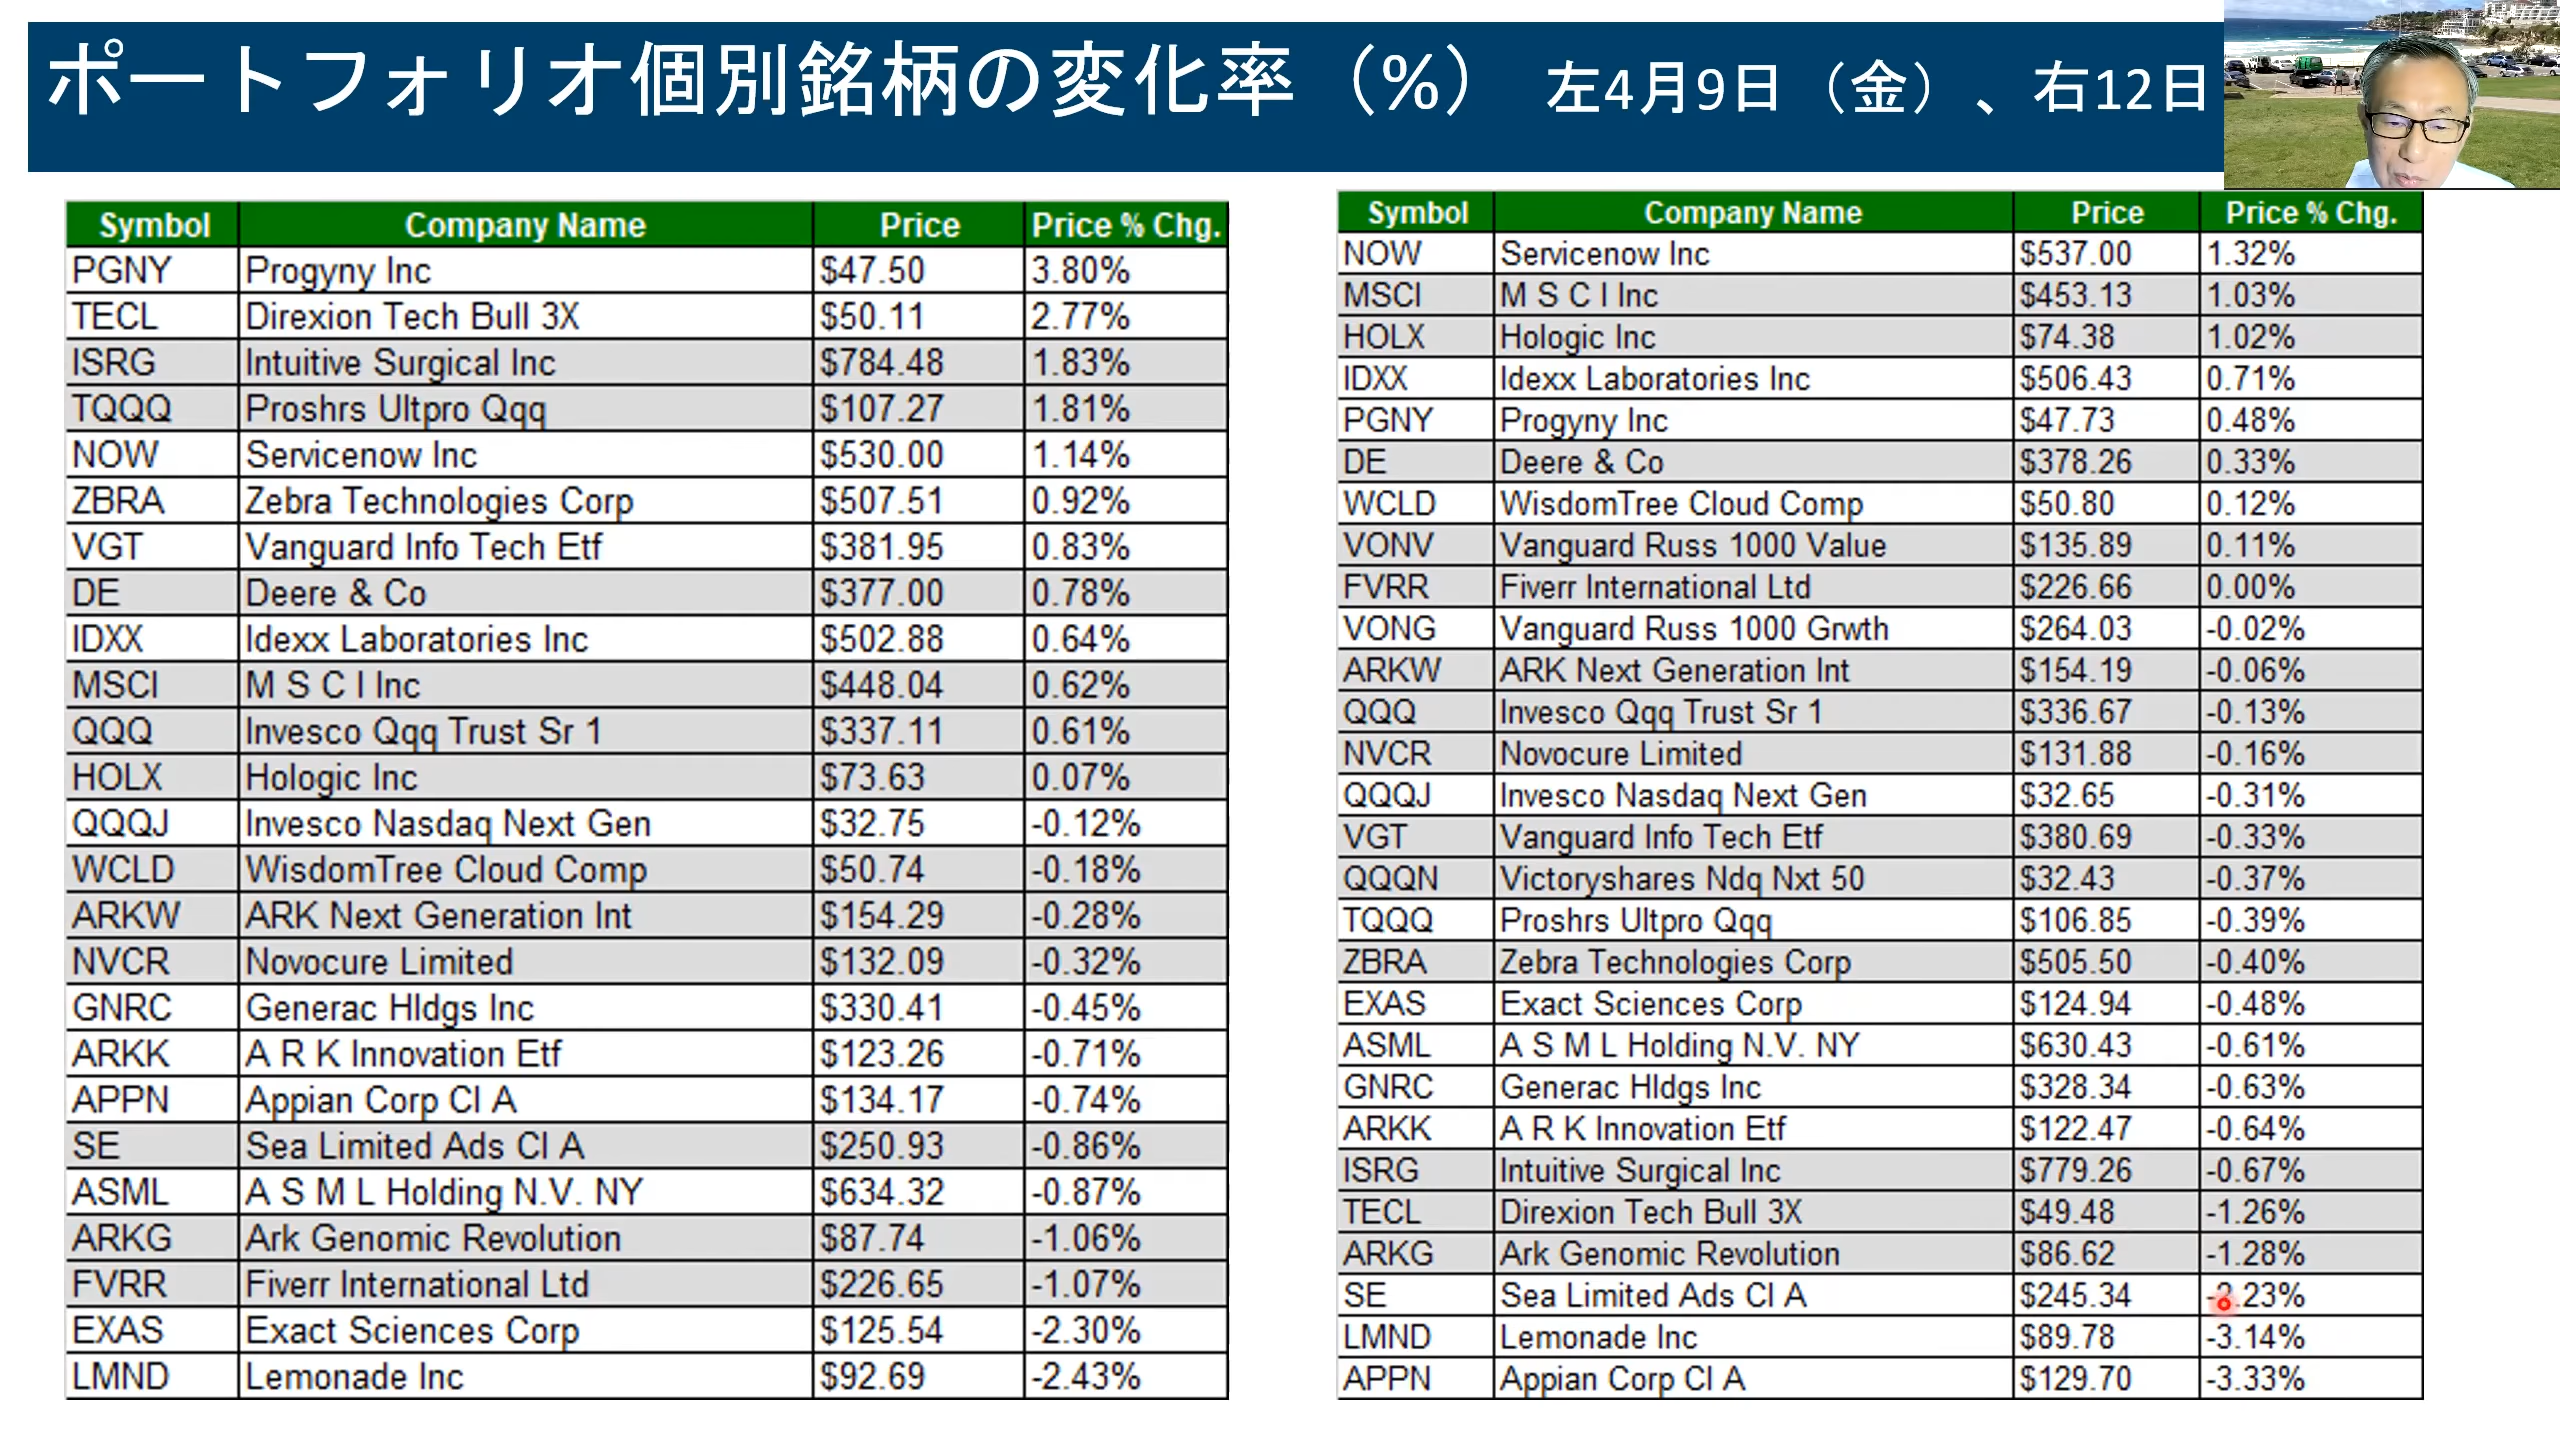 ポートフォリオ個別銘柄の変化率（%） 左4月9日（金）、右12日
Symbol Company Name Price Price % Chg.
PGNY Progyny Inc $47.50 3.80%
TECL Direxion Tech Bull 3X $50.11 2.77%
ISRG Intuitive Surgical Inc $784.48 1.83%
TQQQ Proshrs Ultpro Qqq $107.27 1.81%
NOW Servicenow Inc $530.00 1.14%
ZBRA Zebra Technologies Corp $507.51 0.92%
VGT Vanguard Info Tech Etf $381.95 0.83%
DE Deere & Co $377.00 0.78%
IDXX Idexx Laboratories Inc $502.88 0.64%
MSCI M S C I Inc $448.04 0.62%
QQQ Invesco Qqq Trust Sr 1 $337.11 0.61%
HOLX Hologic Inc $73.63 0.07%
QQQJ Invesco Nasdaq Next Gen $32.75 -0.12%
WCLD WisdomTree Cloud Comp $50.74 -0.18%
ARKW ARK Next Generation Int $154.29 -0.28%
NVCR Novocure Limited $132.09 -0.32%
GNRC Generac Hldgs Inc $330.41 -0.45%
ARKK A R K Innovation Etf $123.26 -0.71%
APPN Appian Corp Cl A $134.17 -0.74%
SE Sea Limited Ads Cl A $250.93 -0.86%
ASML A S M L Holding N.V. NY $634.32 -0.87%
ARKG Ark Genomic Revolution $87.74 -1.06%
FVRR Fiverr International Ltd $226.65 -1.07%
EXAS Exact Sciences Corp $125.54 -2.30%
LMND Lemonade Inc $92.69 -2.43%
Symbol Company Name Price Price % Chg.
NOW Servicenow Inc $537.00 1.32%
MSCI M S C I Inc $453.13 1.03%
HOLX Hologic Inc $74.38 1.02%
IDXX Idexx Laboratories Inc $506.43 0.71%
PGNY Progyny Inc $47.73 0.48%
DE Deere & Co $378.26 0.33%
WCLD WisdomTree Cloud Comp $50.80 0.12%
VONV Vanguard Russ 1000 Value $135.89 0.11%
FVRR Fiverr International Ltd $226.66 0.00%
VONG Vanguard Russ 1000 Grwth $264.03 -0.02%
ARKW ARK Next Generation Int $154.19 -0.06%
QQQ Invesco Qqq Trust Sr 1 $336.67 -0.13%
NVCR Novocure Limited $131.88 -0.16%
QQQJ Invesco Nasdaq Next Gen $32.65 -0.31%
VGT Vanguard Info Tech Etf $380.69 -0.33%
QQQN Victoryshares Ndq Nxt 50 $32.43 -0.37%
TQQQ Proshrs Ultpro Qqq $106.85 -0.39%
ZBRA Zebra Technologies Corp $505.50 -0.40%
EXAS Exact Sciences Corp $124.94 -0.48%
ASML A S M L Holding N.V. NY $630.43 -0.61%
GNRC Generac Hldgs Inc $328.34 -0.63%
ARKK A R K Innovation Etf $122.47 -0.64%
ISRG Intuitive Surgical Inc $779.26 -0.67%
TECL Direxion Tech Bull 3X $49.48 -1.26%
ARKG Ark Genomic Revolution $86.62 -1.28%
SE Sea Limited Ads Cl A $245.34
LMND Lemonade Inc $89.78 -3.14%
APPN Appian Corp Cl A $129.70 -3.33%